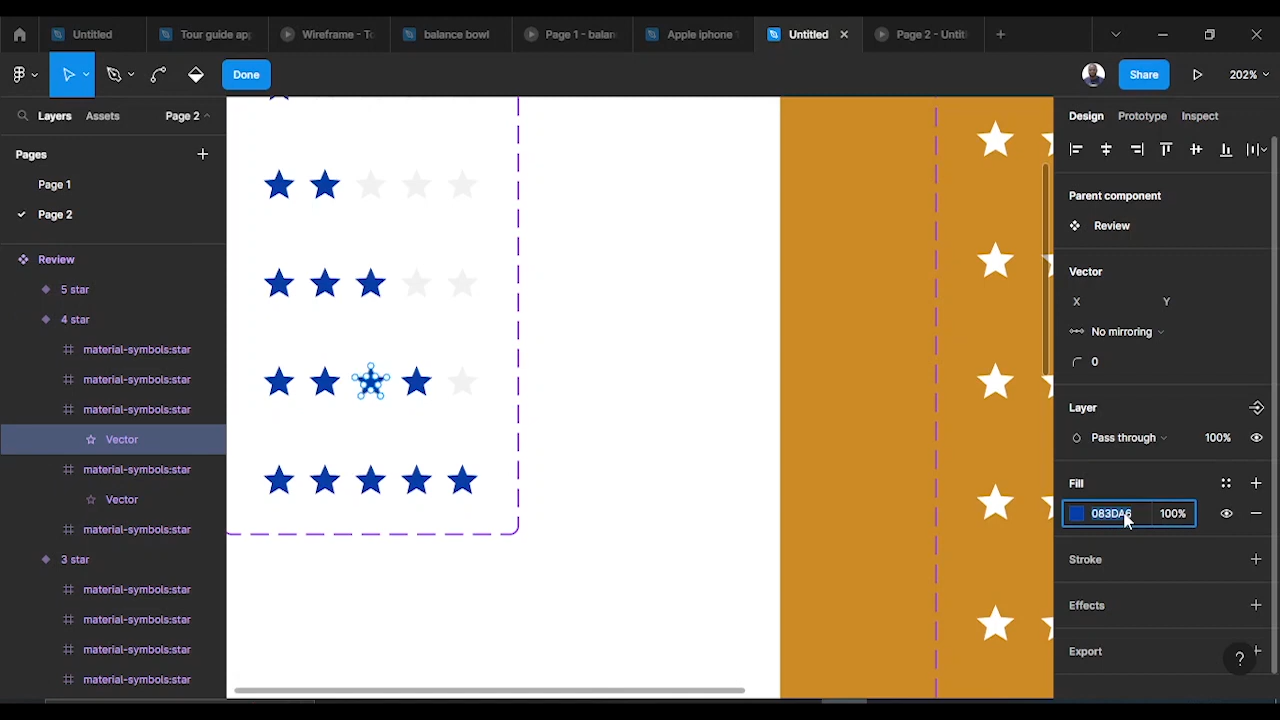 Untitled
Tour guide ap
Wireframe - To
balance bowl
Page 1 - balan
Apple iphone
Untitled
Page 2 - Untit
Done
Share
202%
Layers
Assets
Page 2
Design
Prototype
Inspect
Pages
Page 1
Page 2
Parent component
Review
Vector
X
Y
No mirroring
0
Review
5 star
4 star
material-symbols:star
material-symbols:star
material-symbols:star
Vector
material-symbols:star
Vector
material-symbols:star
3 star
material-symbols:star
material-symbols:star
material-symbols:star
material-symbols:star
Layer
Pass through
100%
Fill
083DA6
100%
Stroke
Effects
Export
?